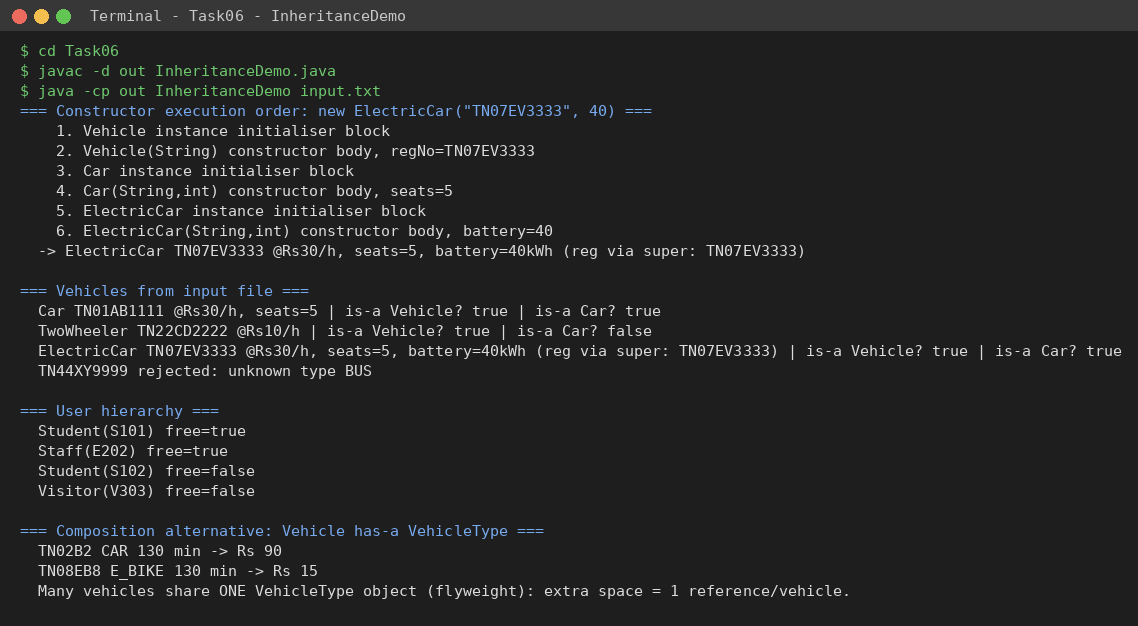 Terminal - Task06 - InheritanceDemo
$ cd Task06
$ javac -d out InheritanceDemo.java
$ java -cp out InheritanceDemo input.txt
=== Constructor execution order: new ElectricCar("TN07EV3333", 40) ===
    1. Vehicle instance initialiser block
    2. Vehicle(String) constructor body, regNo=TN07EV3333
    3. Car instance initialiser block
    4. Car(String,int) constructor body, seats=5
    5. ElectricCar instance initialiser block
    6. ElectricCar(String,int) constructor body, battery=40
  -> ElectricCar TN07EV3333 @Rs30/h, seats=5, battery=40kWh (reg via super: TN07EV3333)

=== Vehicles from input file ===
  Car TN01AB1111 @Rs30/h, seats=5 | is-a Vehicle? true | is-a Car? true
  TwoWheeler TN22CD2222 @Rs10/h | is-a Vehicle? true | is-a Car? false
  ElectricCar TN07EV3333 @Rs30/h, seats=5, battery=40kWh (reg via super: TN07EV3333) | is-a Vehicle? true | is-a Car? true
  TN44XY9999 rejected: unknown type BUS

=== User hierarchy ===
  Student(S101) free=true
  Staff(E202) free=true
  Student(S102) free=false
  Visitor(V303) free=false

=== Composition alternative: Vehicle has-a VehicleType ===
  TN02B2 CAR 130 min -> Rs 90
  TN08EB8 E_BIKE 130 min -> Rs 15
  Many vehicles share ONE VehicleType object (flyweight): extra space = 1 reference/vehicle.